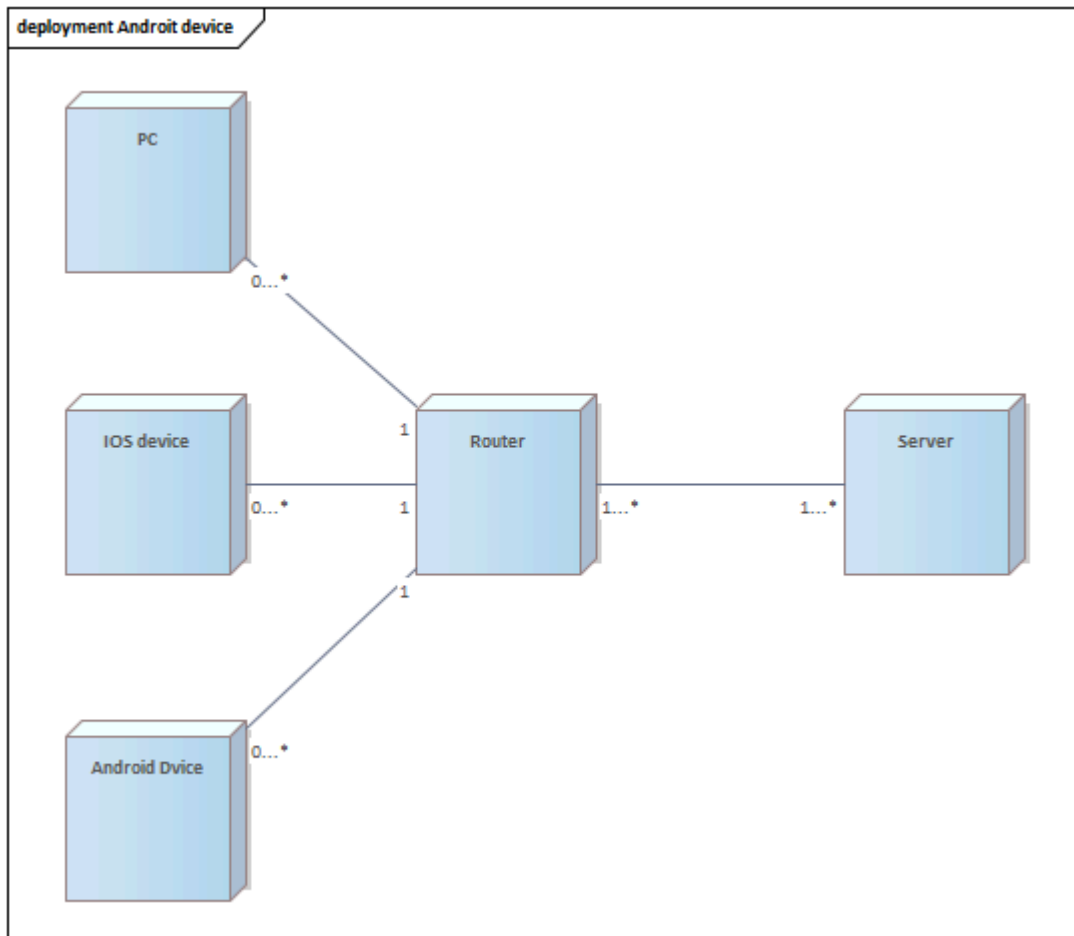 deployment Androit device
PC
0...*
IOS device
1
Router
Server
0...*
1
1...*
1...*
1
Android Dvice
0...*